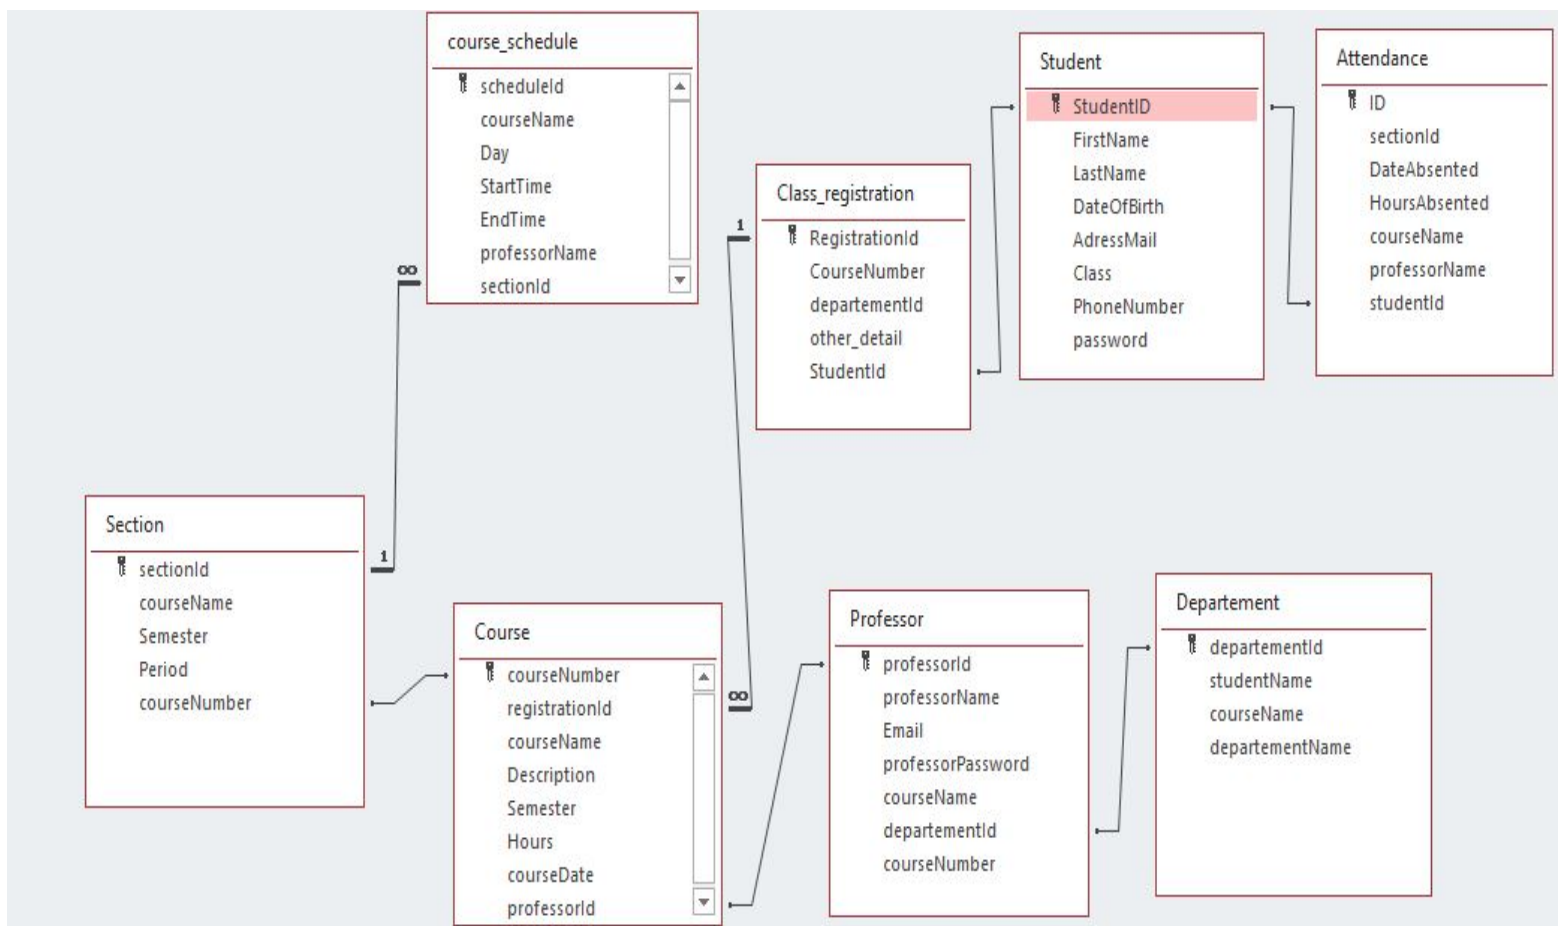 course_schedule
scheduleId
courseName
Day
StartTime
EndTime
professorName
sectionId
∞
1
Class_registration
RegistrationId
CourseNumber
departementId
other_detail
StudentId
1
∞
Student
StudentID
FirstName
LastName
DateOfBirth
AdressMail
Class
PhoneNumber
password
Attendance
ID
sectionId
DateAbsented
HoursAbsented
courseName
professorName
studentId
Section
sectionId
courseName
Semester
Period
courseNumber
Course
courseNumber
registrationId
courseName
Description
Semester
Hours
courseDate
professorId
Professor
professorId
professorName
Email
professorPassword
courseName
departementId
courseNumber
Departement
departementId
studentName
courseName
departementName